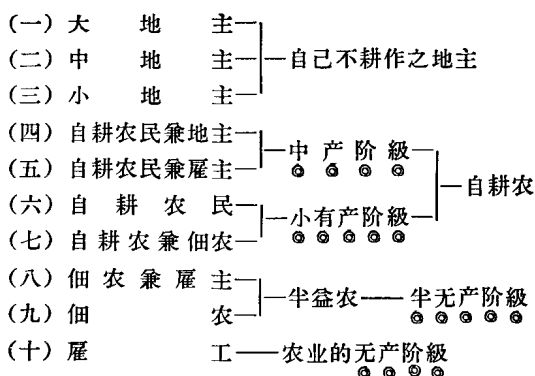 (一) 大地主
(二) 中地主 自己不耕作之地主
(三) 小地主
(四) 自耕农民兼地主
中产阶級
(五) 自耕农民兼雇主
自耕农
(六) 自耕农民
小有产阶級
(七) 自耕农兼佃农
(八) 佃农兼雇主
半益农 半无产阶級
(九) 佃农
(十) 雇工 农业的无产阶級